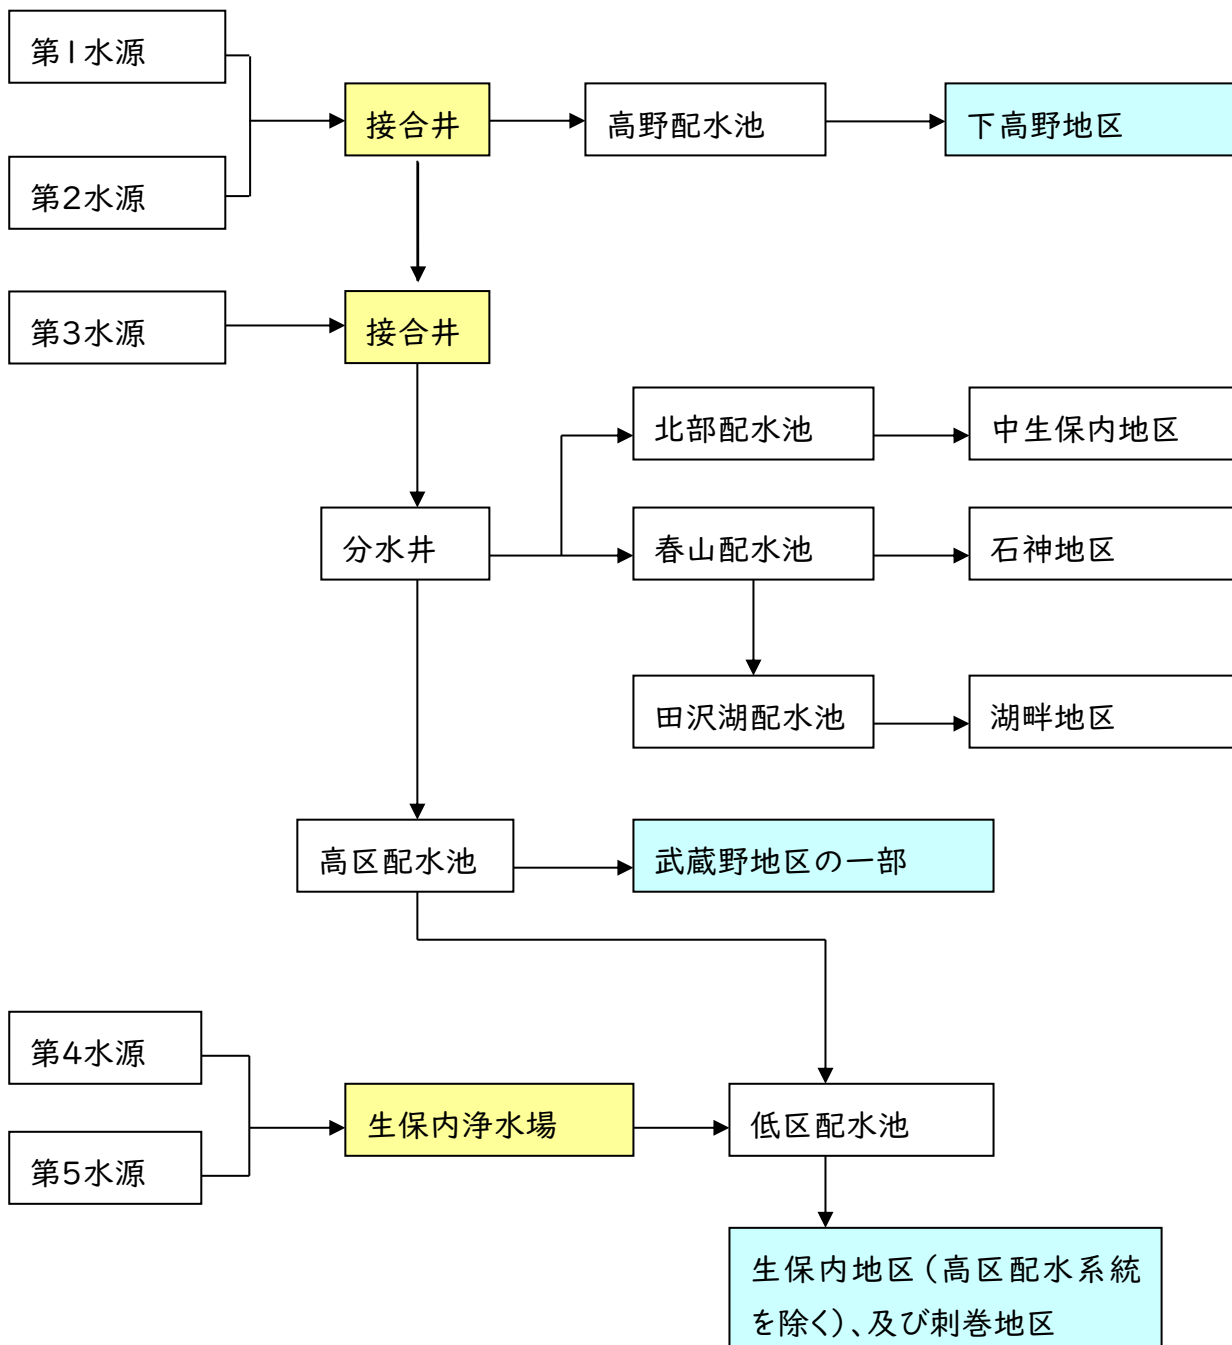 第1水源
接合井
高野配水池
下高野地区
第2水源
第3水源
接合井
北部配水池
中生保内地区
分水井
春山配水池
石神地区
田沢湖配水池
湖畔地区
高区配水池
武蔵野地区の一部
第4水源
生保内浄水場
低区配水池
第5水源
生保内地区(高区配水系統
を除く)、及び刺巻地区